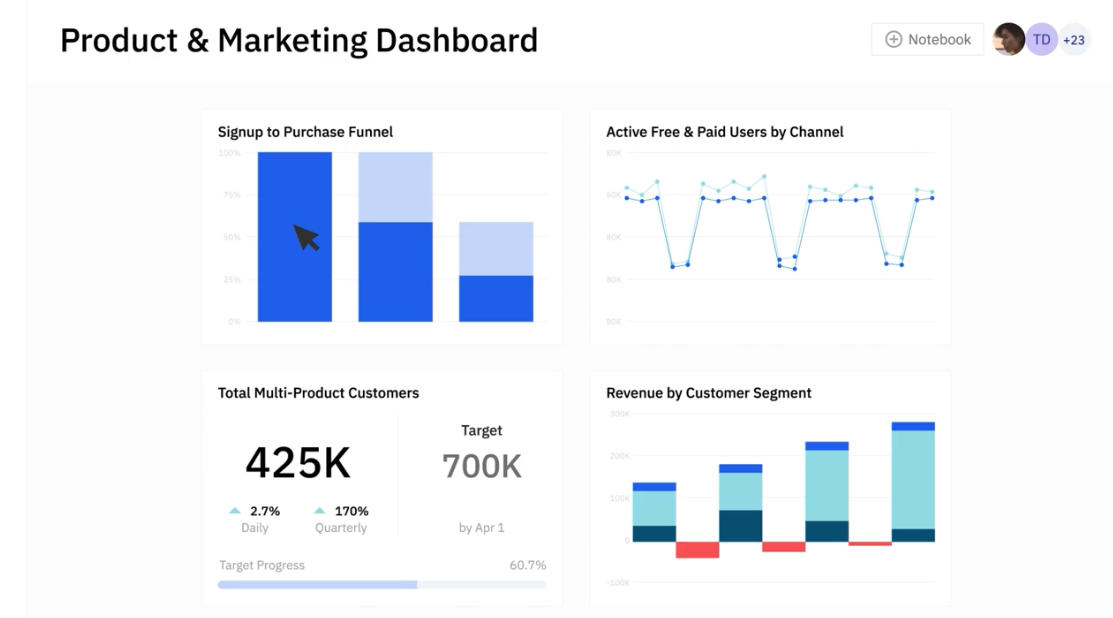 Product & Marketing Dashboard
Notebook
TD
+23
Signup to Purchase Funnel
100%
75%
50%
25%
0%
Active Free & Paid Users by Channel
80K
60K
80K
80K
80K
Total Multi-Product Customers
425K
2.7%
Daily
170%
Quarterly
Target
700K
by Apr 1
Target Progress
60.7%
Revenue by Customer Segment
300K
200K
100K
0
-100K